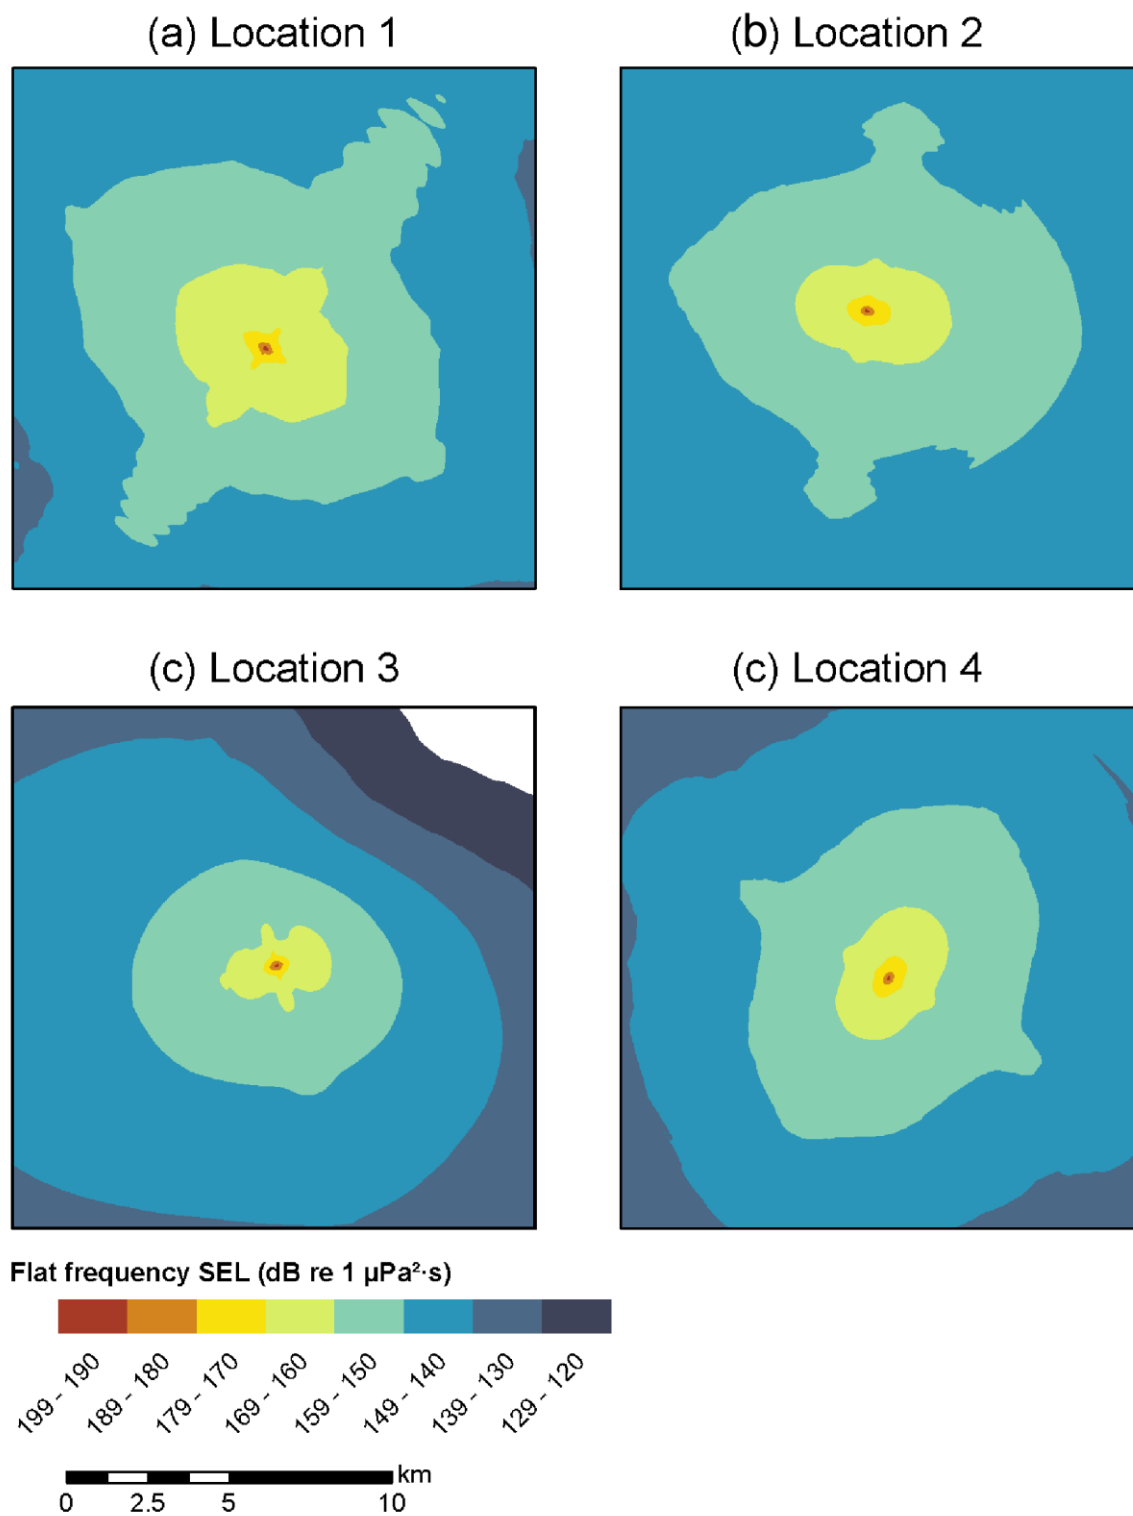 (a) Location 1
(b) Location 2
(c) Location 3
(c) Location 4
Flat frequency SEL (dB re 1 µPa²·s)
199 - 190
189 - 180
179 - 170
169 - 160
159 - 150
149 - 140
139 - 130
129 - 120
km
0 2.5 5 10